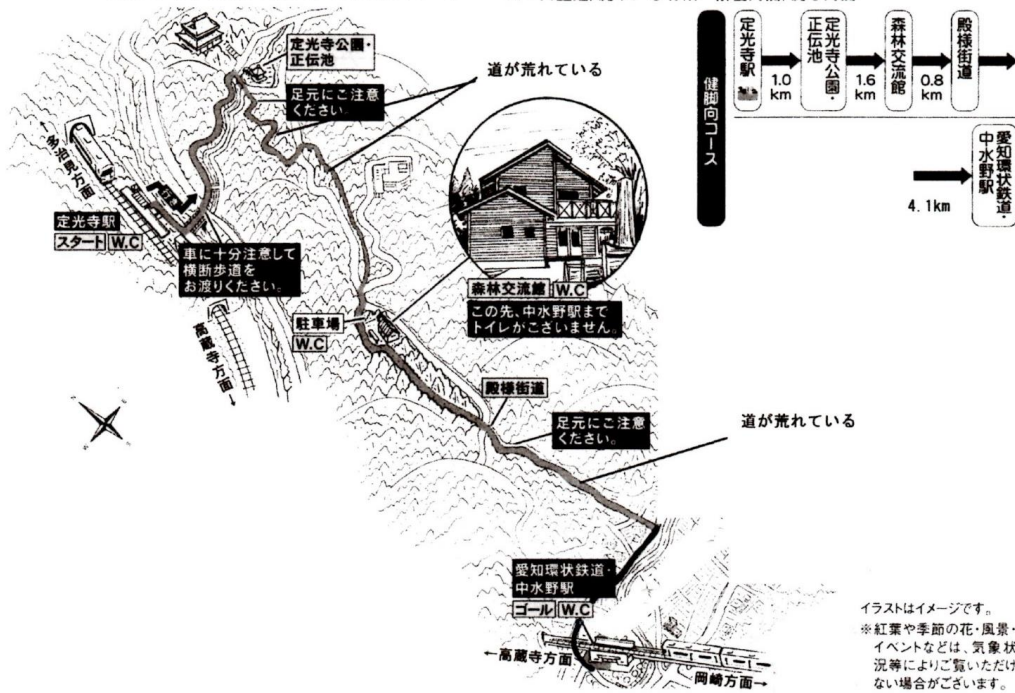 定光寺公園・
正伝池
道が荒れている
足元にご注意
ください。
←多治見方面
定光寺駅
スタート W.C
車に十分注意して
横断歩道を
お渡りください。
高蔵寺方面→
駐車場
W.C
森林交流館 W.C
この先、中水野駅まで
トイレがございません。
殿様街道
足元にご注意
ください。
道が荒れている
愛知環状鉄道・
中水野駅
ゴール W.C
←高蔵寺方面
岡崎方面→
健脚向コース
定光寺駅
1.0
km
定光寺公園・
正伝池
1.6
km
森林交流館
0.8
km
殿様街道
4.1km
愛知環状鉄道・
中水野駅
イラストはイメージです。
※紅葉や季節の花・風景・
イベントなどは、気象状
況等によりご覧いただけ
ない場合がございます。